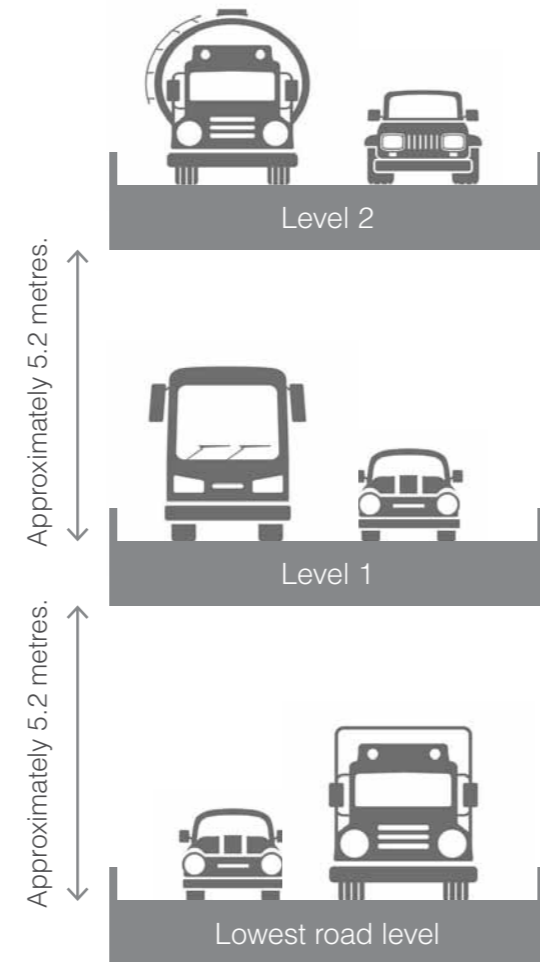 Level 2
Approximately 5.2 metres.
Level 1
Approximately 5.2 metres.
Lowest road level